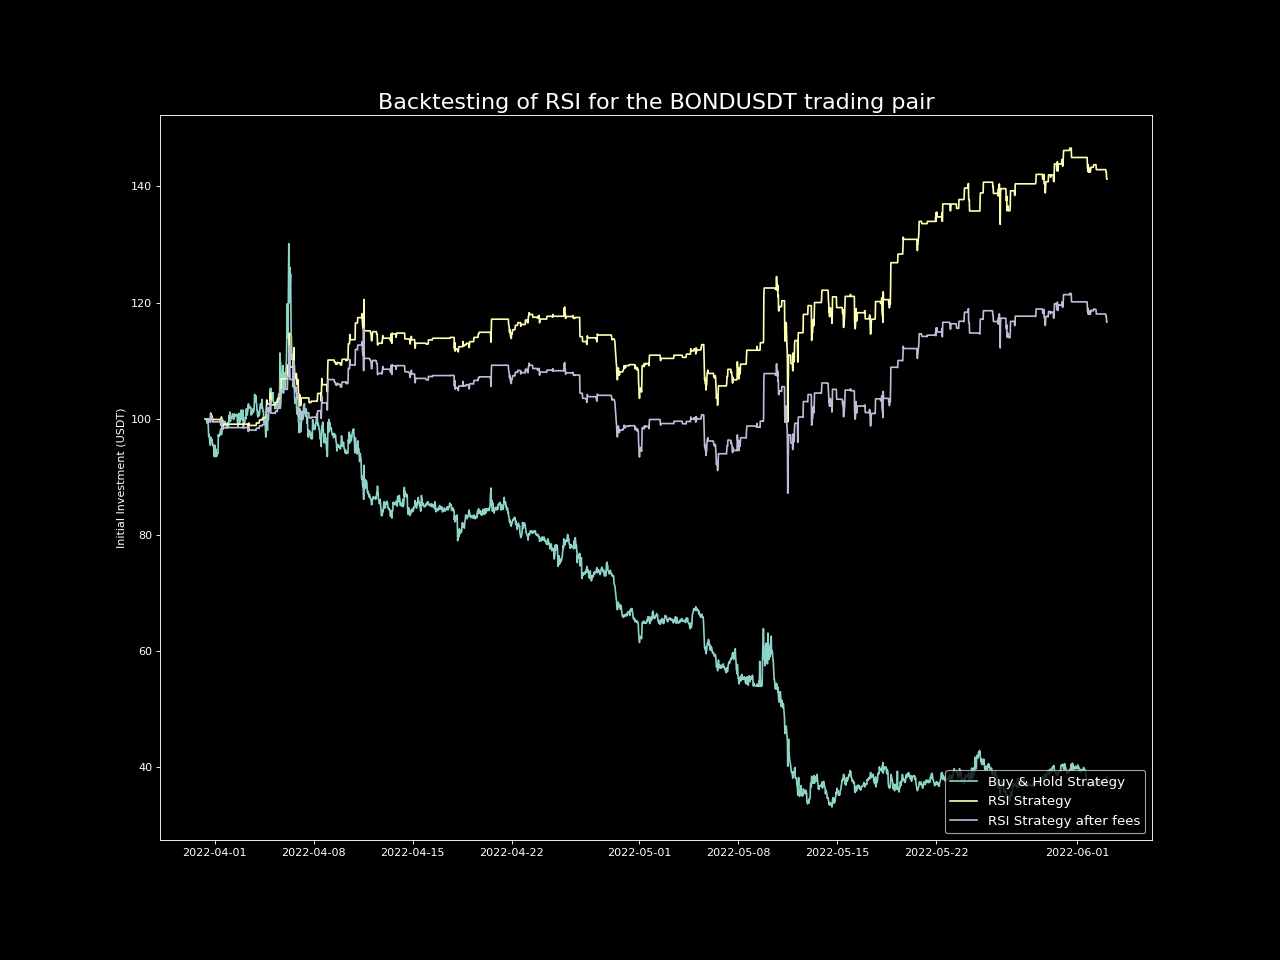 Backtesting of RSI for the BONDUSDT trading pair
Initial Investment (USDT)
140
120
100
80
60
40
2022-04-01 2022-04-08 2022-04-15 2022-04-22 2022-05-01 2022-05-08 2022-05-15 2022-05-22 2022-06-01
Buy & Hold Strategy
RSI Strategy
RSI Strategy after fees